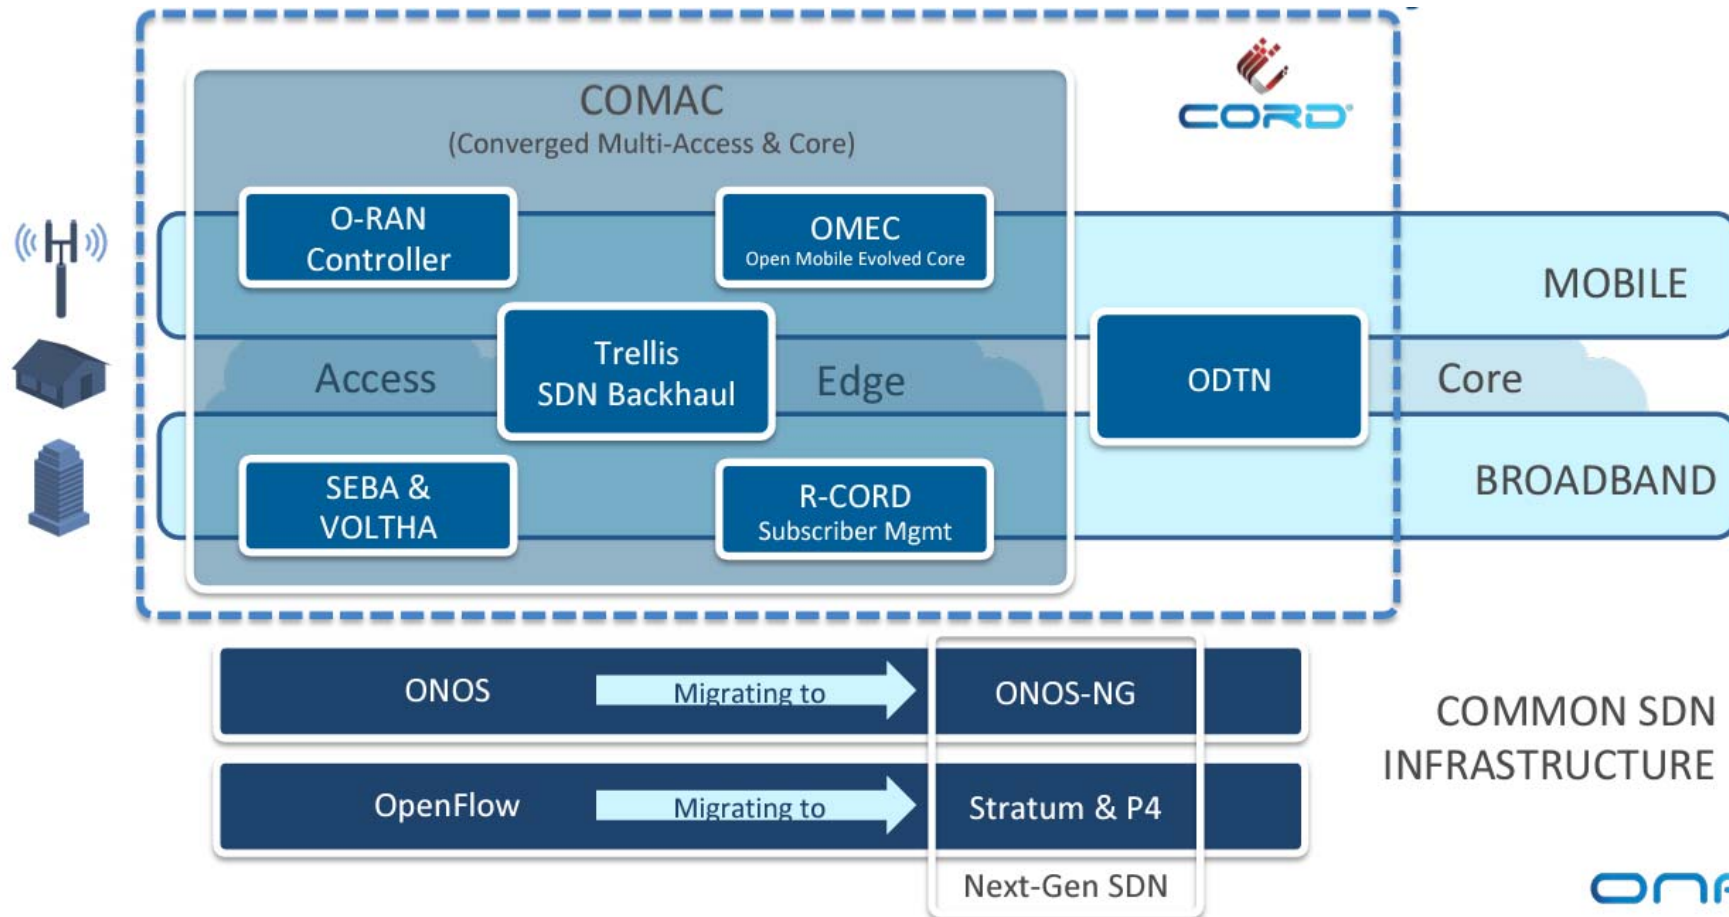 COMAC
(Converged Multi-Access & Core)
CORD
O-RAN
Controller
OMEC
Open Mobile Evolved Core
MOBILE
Access
Trellis
SDN Backhaul
Edge
ODTN
Core
SEBA &
VOLTHA
R-CORD
Subscriber Mgmt
BROADBAND
ONOS
Migrating to
ONOS-NG
OpenFlow
Migrating to
Stratum & P4
Next-Gen SDN
COMMON SDN
INFRASTRUCTURE